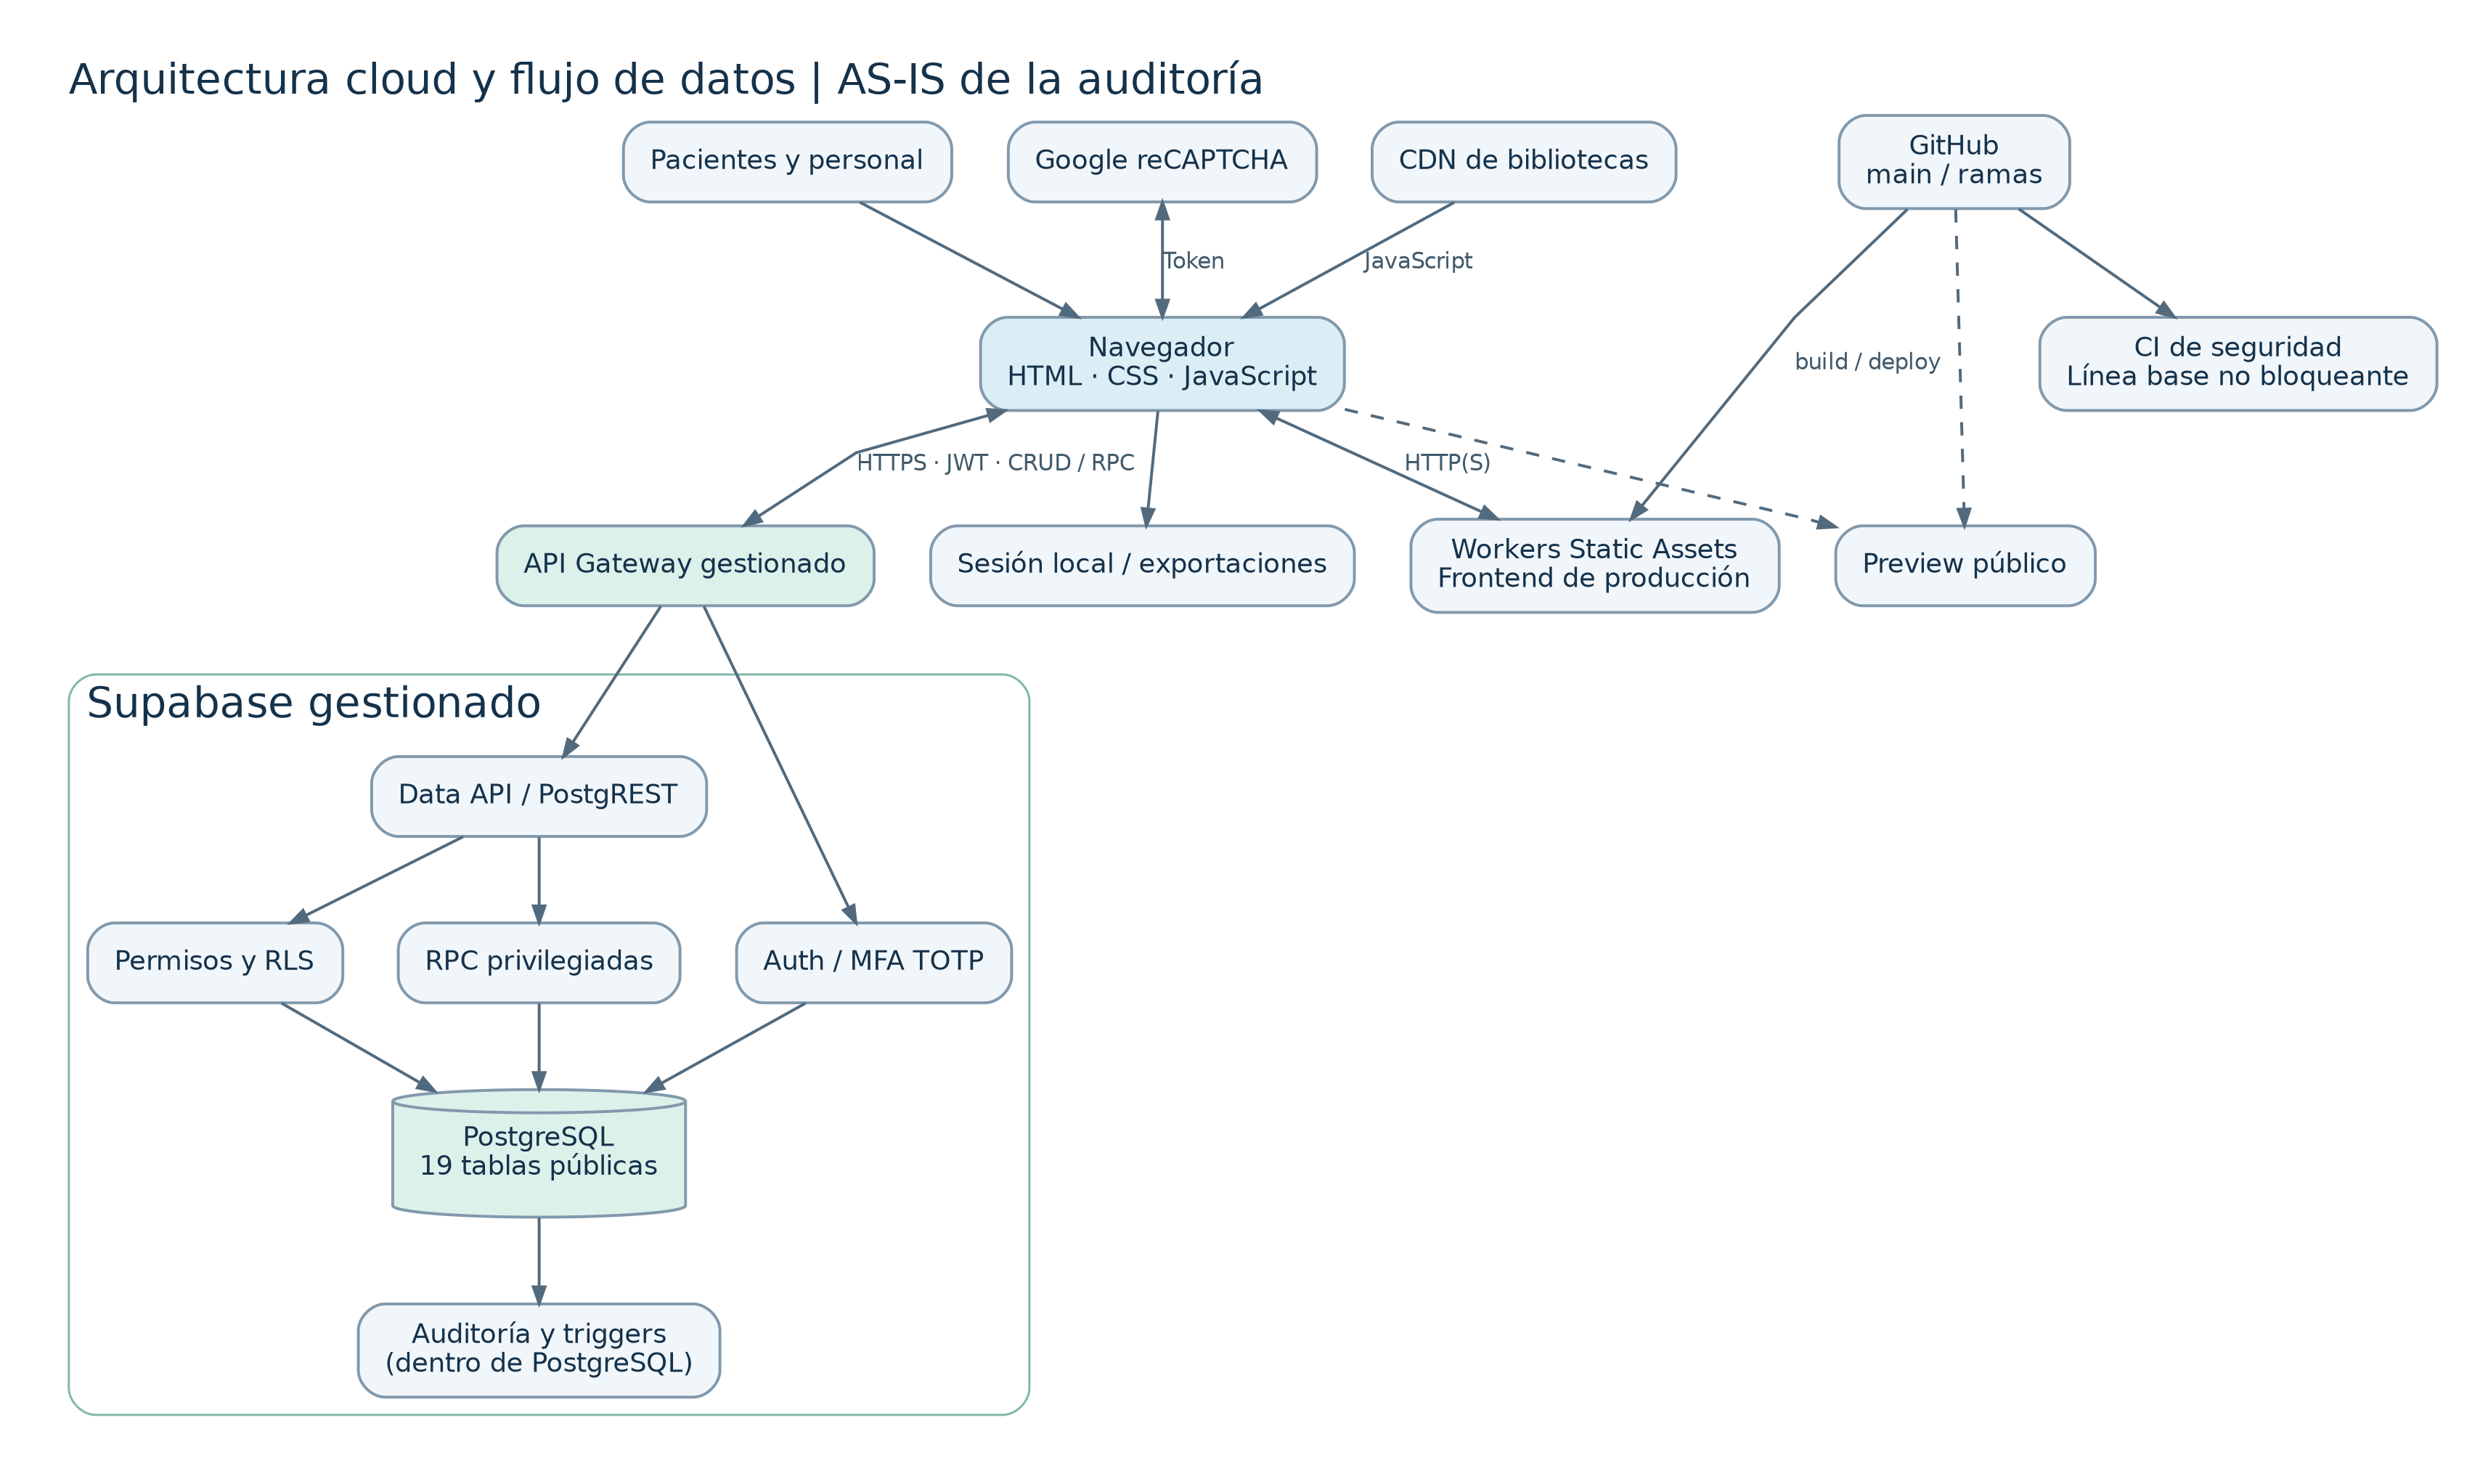 Arquitectura cloud y flujo de datos | AS-IS de la auditoría
Pacientes y personal
Google reCAPTCHA
CDN de bibliotecas
GitHub
main / ramas
Token
JavaScript
Navegador
HTML · CSS · JavaScript
build / deploy
CI de seguridad
Línea base no bloqueante
HTTPS · JWT · CRUD / RPC
HTTP(S)
API Gateway gestionado
Sesión local / exportaciones
Workers Static Assets
Frontend de producción
Preview público
Supabase gestionado
Data API / PostgREST
Permisos y RLS
RPC privilegiadas
Auth / MFA TOTP
PostgreSQL
19 tablas públicas
Auditoría y triggers
(dentro de PostgreSQL)